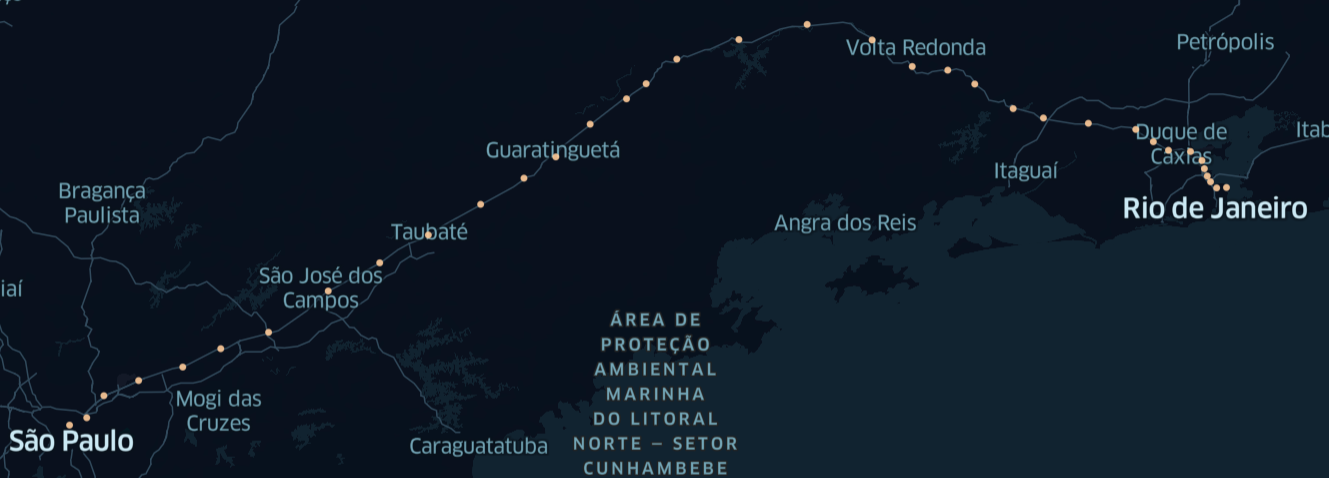 Volta Redonda
Petrópolis
Duque de
Caxias
Itab
Guaratinguetá
Itaguaí
Bragança
Paulista
Rio de Janeiro
Angra dos Reis
Taubaté
São José dos
Campos
iaí
ÁREA DE
PROTEÇÃO
AMBIENTAL
MARINHA
DO LITORAL
NORTE – SETOR
CUNHAMBEBE
Mogi das
Cruzes
São Paulo
Caraguatatuba